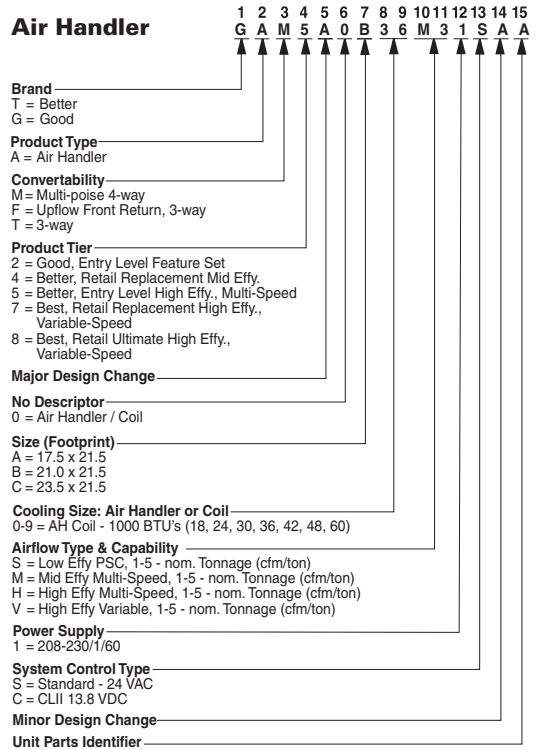 1 2 3 4 5 6 7 8 9 10 11 12 13 14 15
Air Handler G A M 5 A 0 B 3 6 M 3 1 S A A
Brand
T = Better
G = Good
Product Type
A = Air Handler
Convertability
M = Multi-poise 4-way
F = Upflow Front Return, 3-way
T = 3-way
Product Tier
2 = Good, Entry Level Feature Set
4 = Better, Retail Replacement Mid Effy.
5 = Better, Entry Level High Effy., Multi-Speed
7 = Best, Retail Replacement High Effy.,
Variable-Speed
8 = Best, Retail Ultimate High Effy.,
Variable-Speed
Major Design Change
No Descriptor
0 = Air Handler / Coil
Size (Footprint)
A = 17.5 x 21.5
B = 21.0 x 21.5
C = 23.5 x 21.5
Cooling Size: Air Handler or Coil
0-9 = AH Coil - 1000 BTU's (18, 24, 30, 36, 42, 48, 60)
Airflow Type & Capability
S = Low Effy PSC, 1-5 - nom. Tonnage (cfm/ton)
M = Mid Effy Multi-Speed, 1-5 - nom. Tonnage (cfm/ton)
H = High Effy Multi-Speed, 1-5 - nom. Tonnage (cfm/ton)
V = High Effy Variable, 1-5 - nom. Tonnage (cfm/ton)
Power Supply
1 = 208-230/1/60
System Control Type
S = Standard - 24 VAC
C = CLII 13.8 VDC
Minor Design Change
Unit Parts Identifier